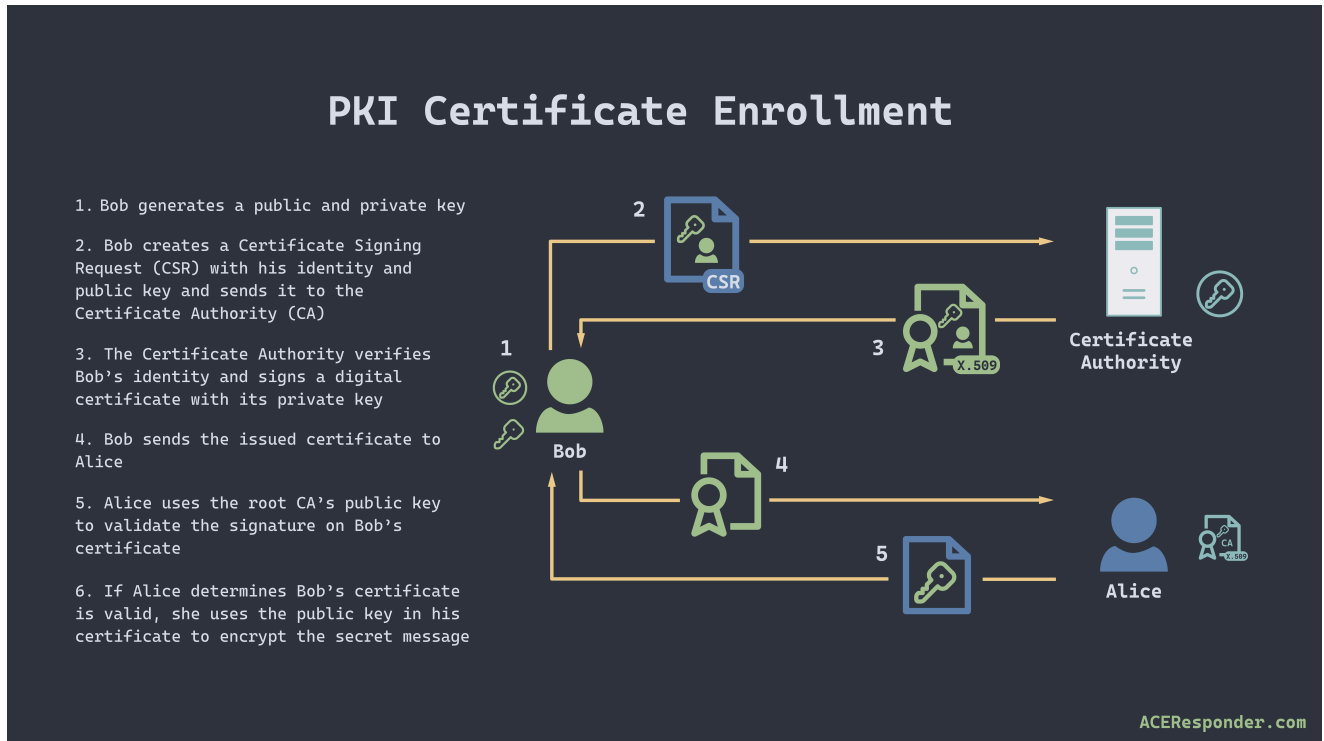 PKI Certificate Enrollment
1. Bob generates a public and private key
2. Bob creates a Certificate Signing
Request (CSR) with his identity and
public key and sends it to the
Certificate Authority (CA)
3. The Certificate Authority verifies
Bob's identity and signs a digital
certificate with its private key
4. Bob sends the issued certificate to
Alice
5. Alice uses the root CA's public key
to validate the signature on Bob's
certificate
6. If Alice determines Bob's certificate
is valid, she uses the public key in his
certificate to encrypt the secret message
2
CSR
3
X.509
Certificate
Authority
1
Bob
4
5
CA
X.509
Alice
ACEResponder.com